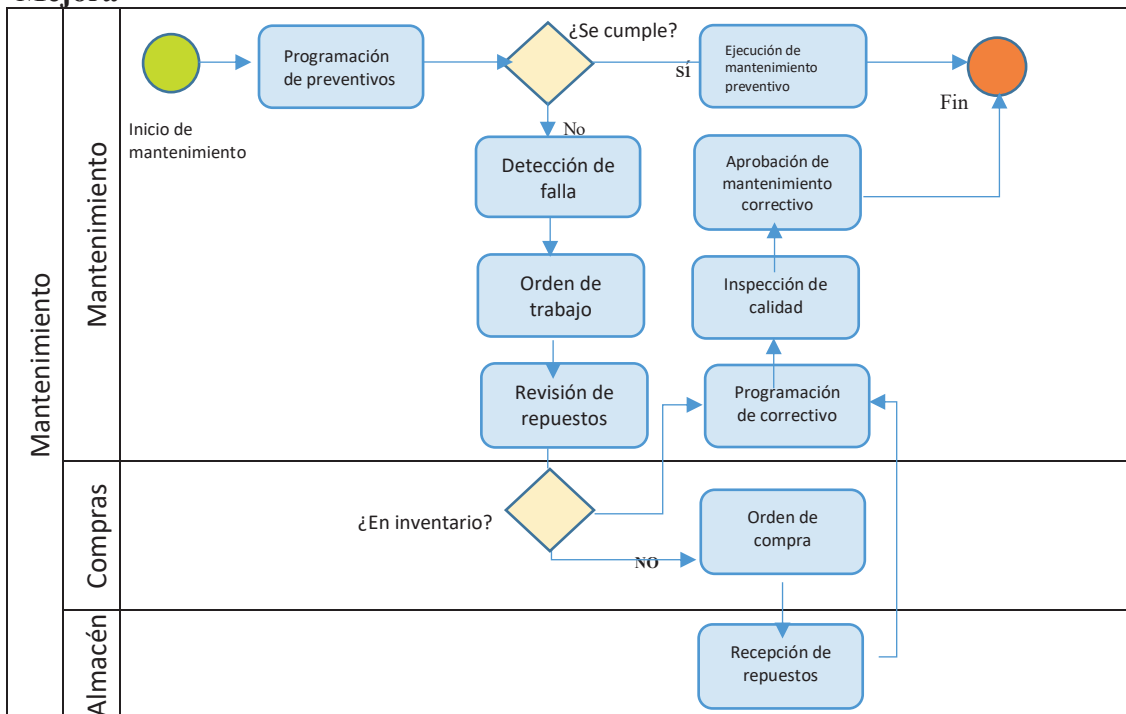 Mejora
Mantenimiento
Mantenimiento
Inicio de
mantenimiento
Programación
de preventivos
¿Se cumple?
sí
Ejecución de
mantenimiento
preventivo
Fin
No
Detección de
falla
Aprobación de
mantenimiento
correctivo
Orden de
trabajo
Inspección de
calidad
Revisión de
repuestos
Programación
de correctivo
Compras
¿En inventario?
NO
Orden de
compra
Almacén
Recepción de
repuestos